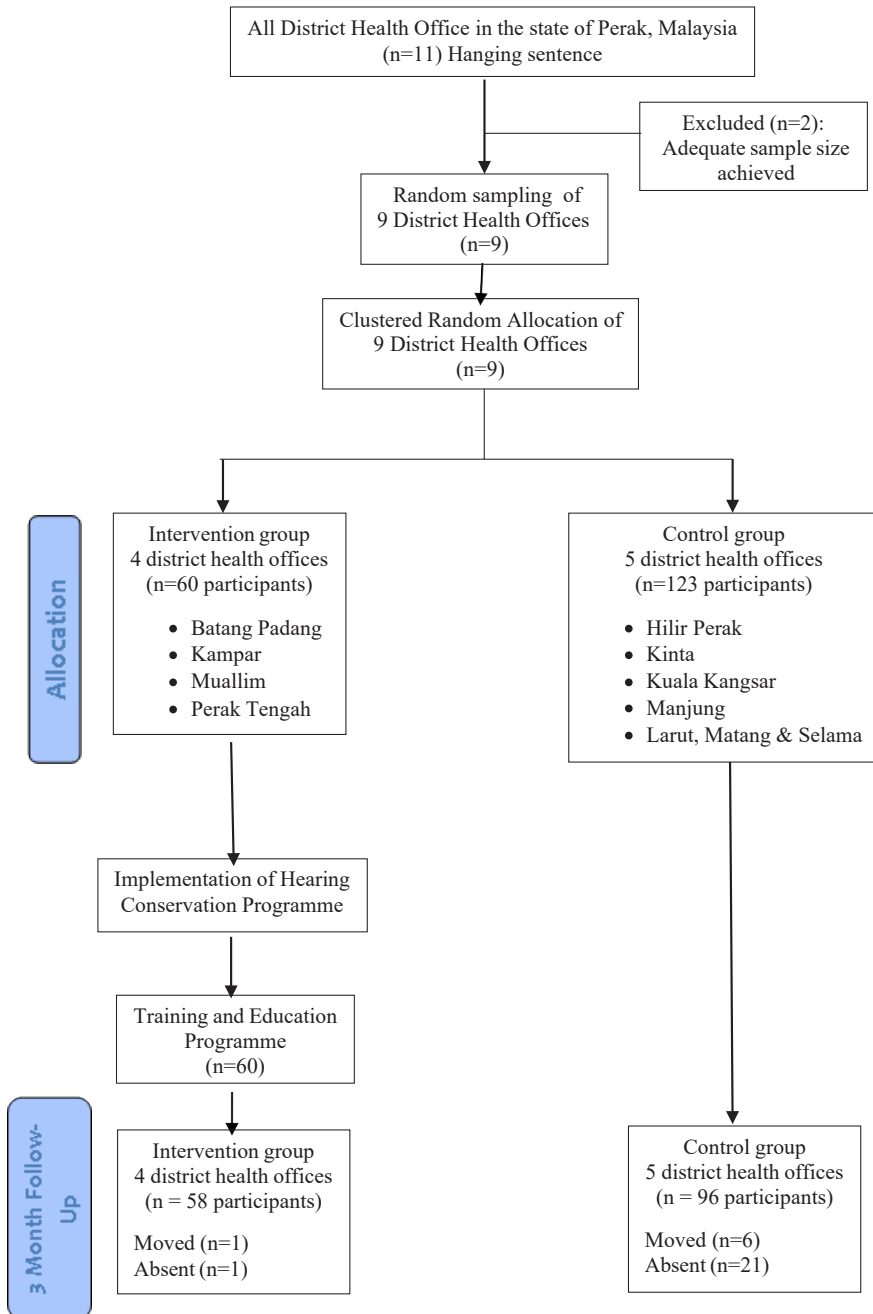 All District Health Office in the state of Perak, Malaysia
(n=11) Hanging sentence
Excluded (n=2):
Adequate sample size
achieved
Random sampling of
9 District Health Offices
(n=9)
Clustered Random Allocation of
9 District Health Offices
(n=9)
Allocation
Intervention group
4 district health offices
(n=60 participants)
• Batang Padang
• Kampar
• Muallim
• Perak Tengah
Control group
5 district health offices
(n=123 participants)
• Hilir Perak
• Kinta
• Kuala Kangsar
• Manjung
• Larut, Matang & Selama
Implementation of Hearing
Conservation Programme
Training and Education
Programme
(n=60)
3 Month Follow-
Up
Intervention group
4 district health offices
(n = 58 participants)
Moved (n=1)
Absent (n=1)
Control group
5 district health offices
(n = 96 participants)
Moved (n=6)
Absent (n=21)